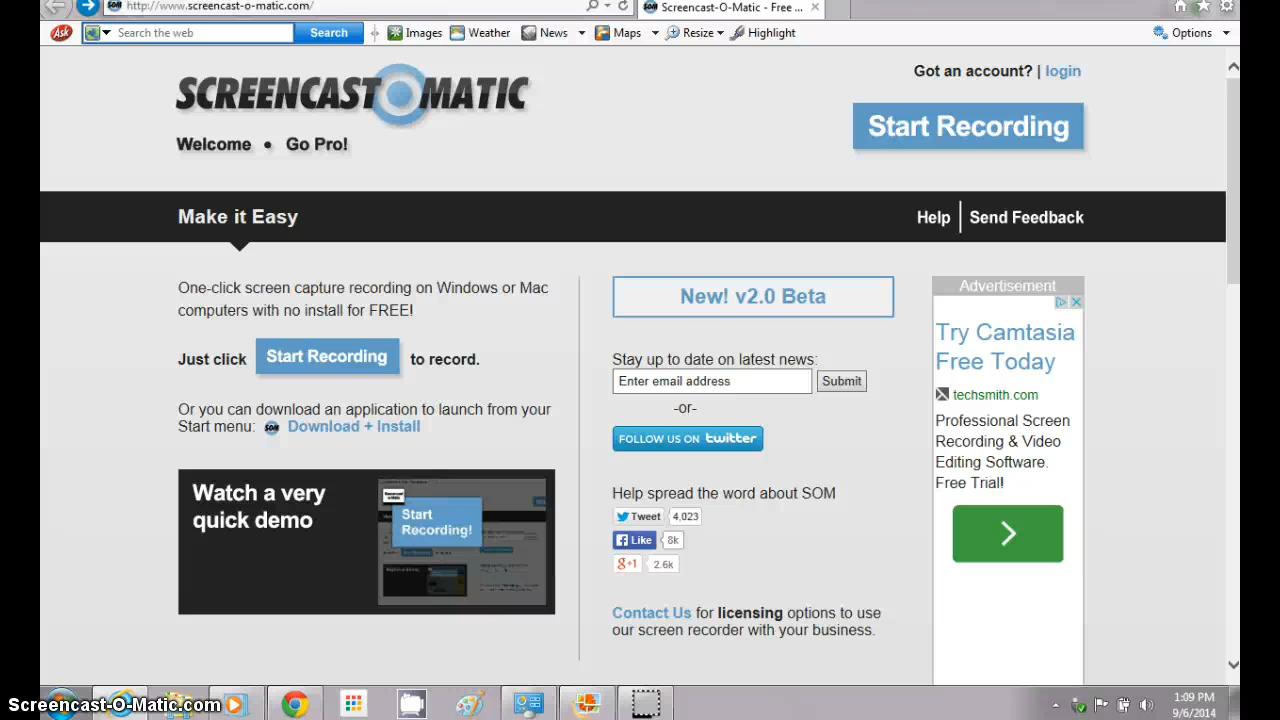 http://www.screencast-o-matic.com/
Screencast-O-Matic - Free ...
Ask
Search the web
Search
Images
Weather
News
Maps
Resize
Highlight
Options
SCREENCAST MATIC
Got an account? | login
Start Recording
Welcome • Go Pro!
Make it Easy
Help
Send Feedback
One-click screen capture recording on Windows or Mac
computers with no install for FREE!
Just click Start Recording to record.
Or you can download an application to launch from your
Start menu: SOM Download + Install
Watch a very
quick demo
Start
Recording!
New! v2.0 Beta
Stay up to date on latest news:
Enter email address
Submit
-or-
FOLLOW US ON twitter
Help spread the word about SOM
Tweet 4,023
Like 8k
g+1 2.6k
Contact Us for licensing options to use
our screen recorder with your business.
Advertisement
Try Camtasia
Free Today
techsmith.com
Professional Screen
Recording & Video
Editing Software.
Free Trial!
Screencast-O-Matic.com
1:09 PM
9/6/2014